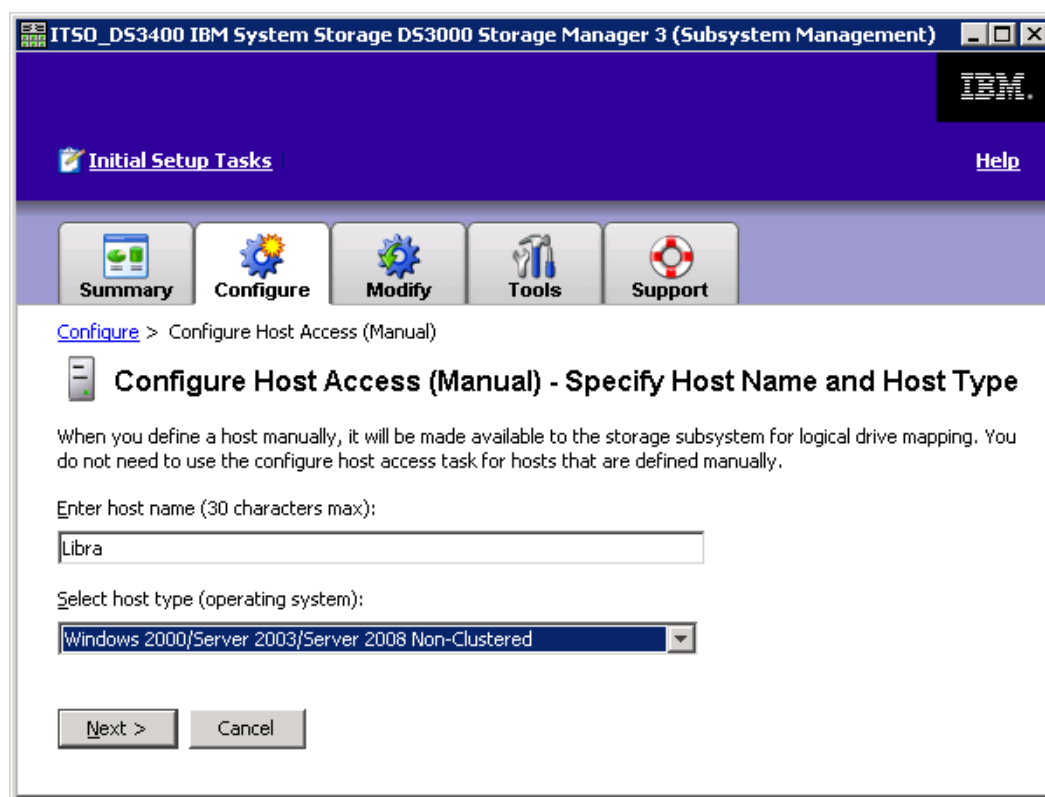 ITSO_DS3400 IBM System Storage DS3000 Storage Manager 3 (Subsystem Management)
IBM.
Initial Setup Tasks
Help
Summary
Configure
Modify
Tools
Support
Configure > Configure Host Access (Manual)
Configure Host Access (Manual) - Specify Host Name and Host Type
When you define a host manually, it will be made available to the storage subsystem for logical drive mapping. You
do not need to use the configure host access task for hosts that are defined manually.
Enter host name (30 characters max):
Libra
Select host type (operating system):
Windows 2000/Server 2003/Server 2008 Non-Clustered
Next >
Cancel